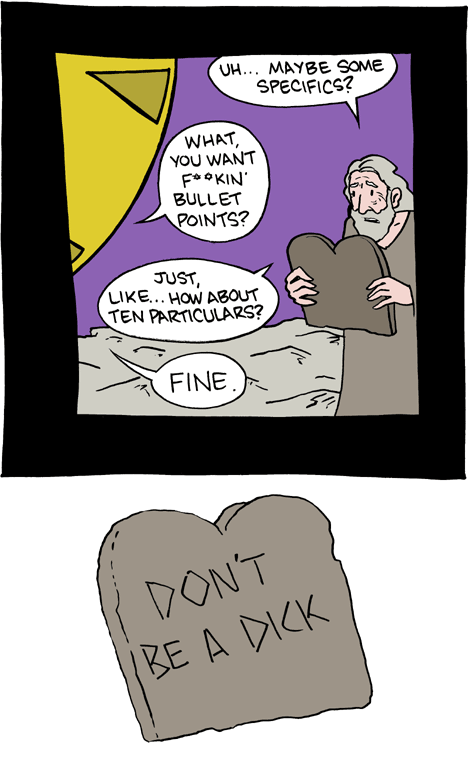 UH... MAYBE SOME
SPECIFICS?
WHAT,
YOU WANT
F**KIN'
BULLET
POINTS?
JUST,
LIKE... HOW ABOUT
TEN PARTICULARS?
FINE.
DON'T
BE A DICK